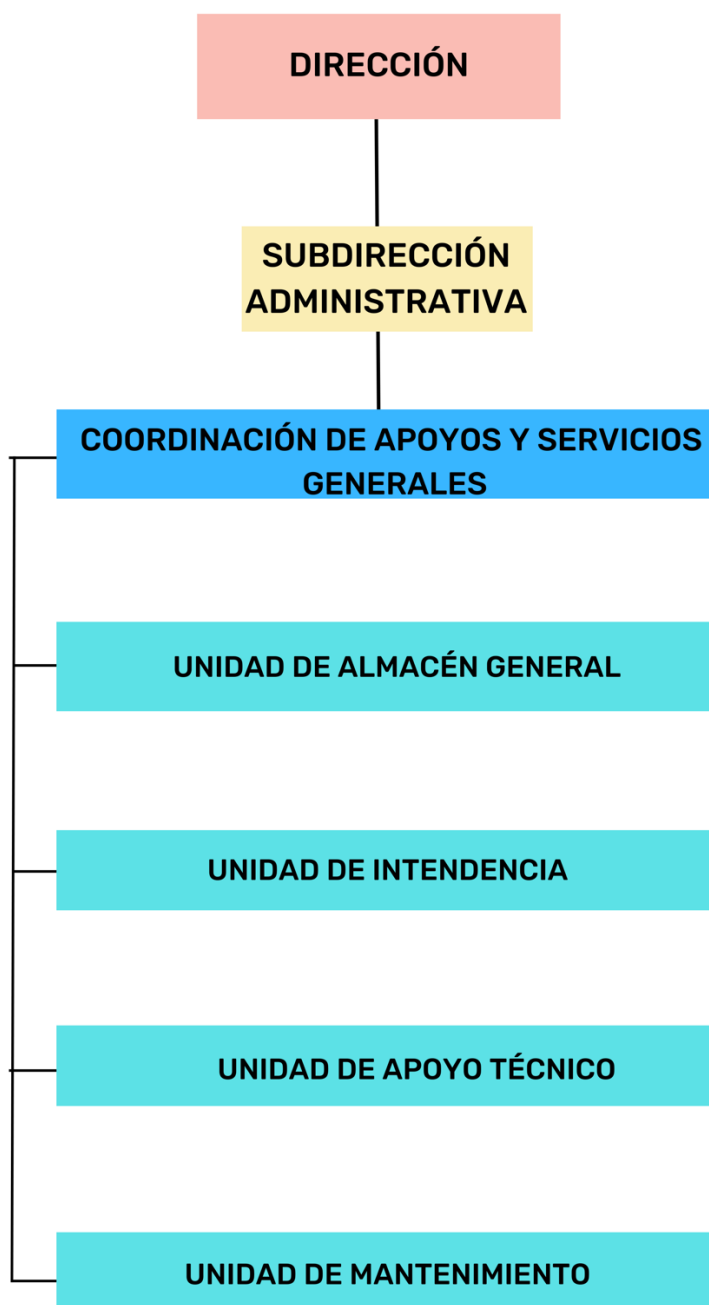 DIRECCIÓN
SUBDIRECCIÓN
ADMINISTRATIVA
COORDINACIÓN DE APOYOS Y SERVICIOS
GENERALES
UNIDAD DE ALMACÉN GENERAL
UNIDAD DE INTENDENCIA
UNIDAD DE APOYO TÉCNICO
UNIDAD DE MANTENIMIENTO